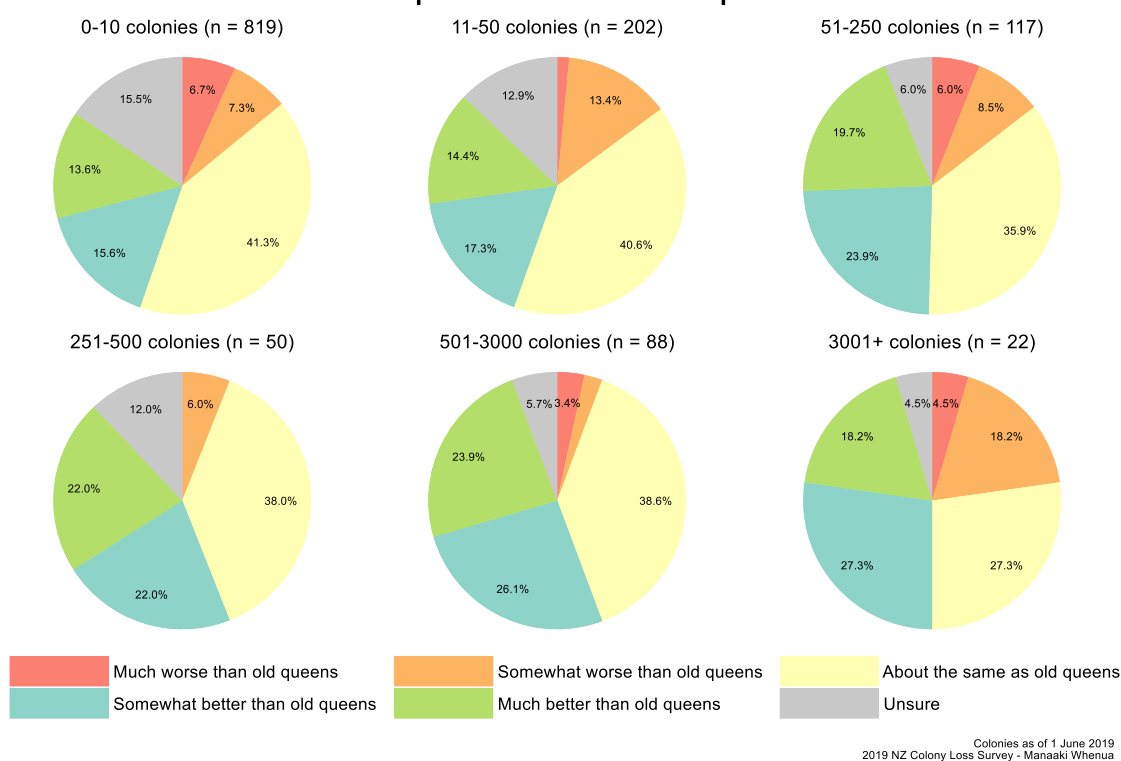 0-10 colonies (n = 819)
11-50 colonies (n = 202)
51-250 colonies (n = 117)
15.5%
6.7%
7.3%
13.6%
15.6%
41.3%
12.9%
13.4%
14.4%
17.3%
40.6%
6.0%
6.0%
8.5%
19.7%
23.9%
35.9%
251-500 colonies (n = 50)
501-3000 colonies (n = 88)
3001+ colonies (n = 22)
12.0%
6.0%
22.0%
38.0%
22.0%
5.7%
3.4%
23.9%
38.6%
26.1%
4.5%
4.5%
18.2%
18.2%
27.3%
27.3%
Much worse than old queens
Somewhat worse than old queens
About the same as old queens
Somewhat better than old queens
Much better than old queens
Unsure
Colonies as of 1 June 2019
2019 NZ Colony Loss Survey - Manaaki Whenua